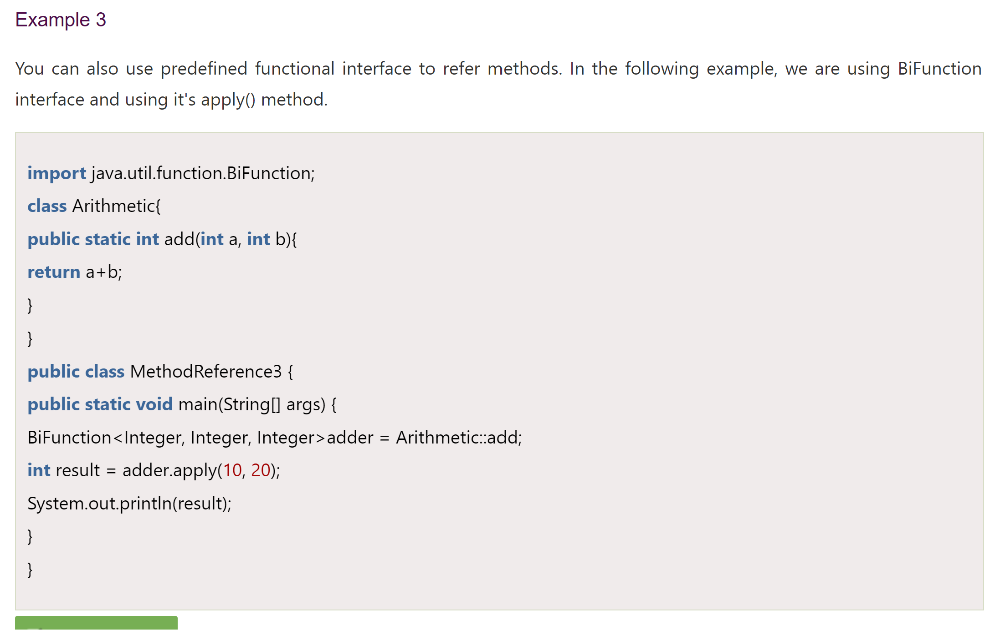 Example 3
You can also use predefined functional interface to refer methods. In the following example, we are using BiFunction
interface and using it's apply() method.
import java.util.function.BiFunction;
class Arithmetic{
public static int add(int a, int b){
return a+b;
}
}
public class MethodReference3 {
public static void main(String[] args) {
BiFunction<Integer, Integer, Integer>adder = Arithmetic::add;
int result = adder.apply(10, 20);
System.out.println(result);
}
}